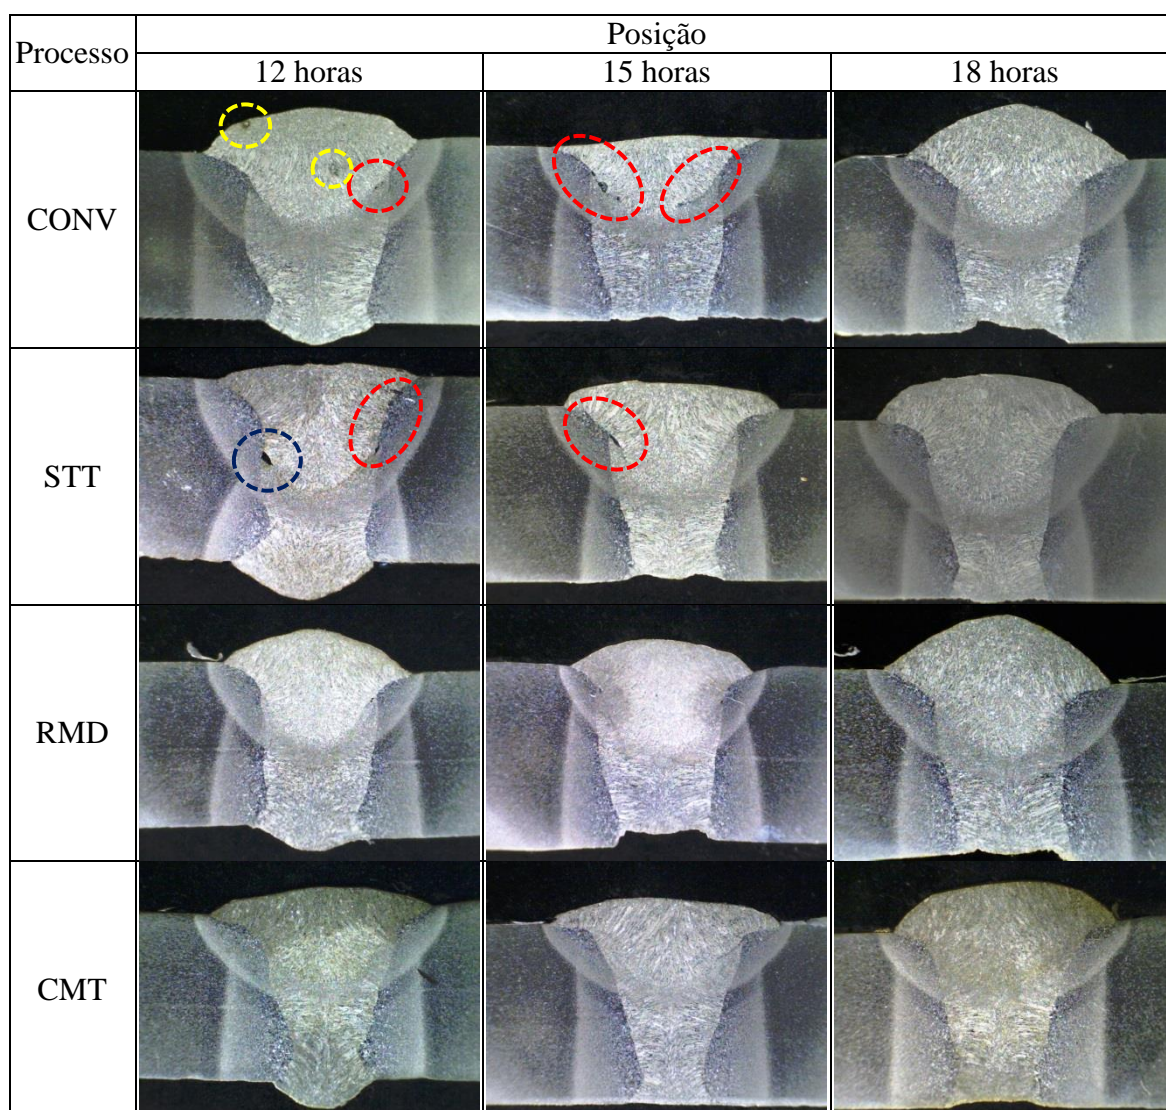 Processo
Posição
12 horas
15 horas
18 horas
CONV
STT
RMD
CMT